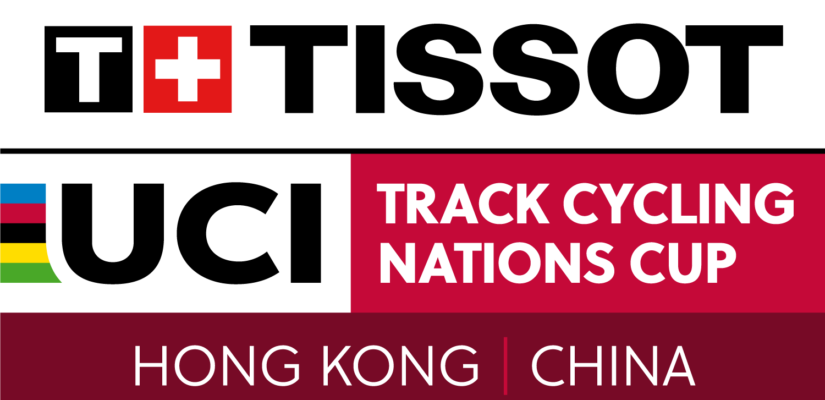 T+ TISSOT
UCI
TRACK CYCLING
NATIONS CUP
HONG KONG | CHINA